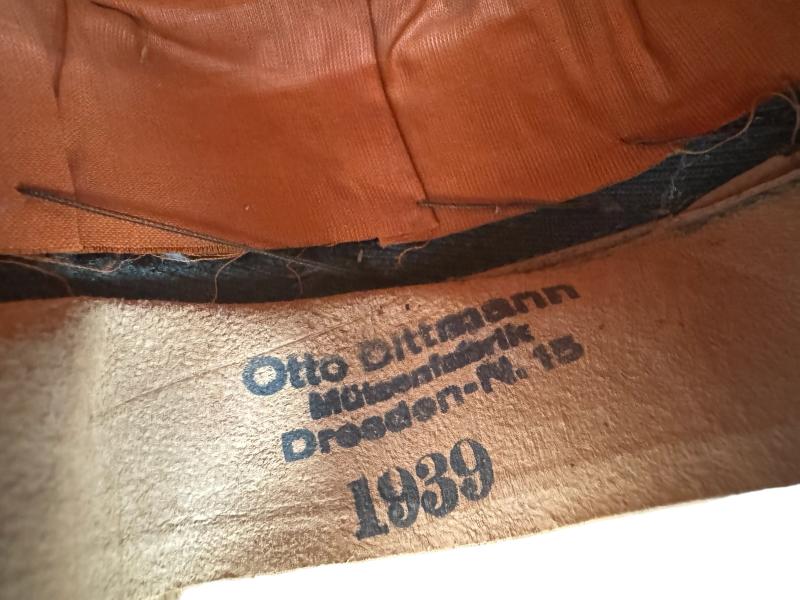 Otto Dittmann
Mützenfabrik
Dresden-N. 15
1939